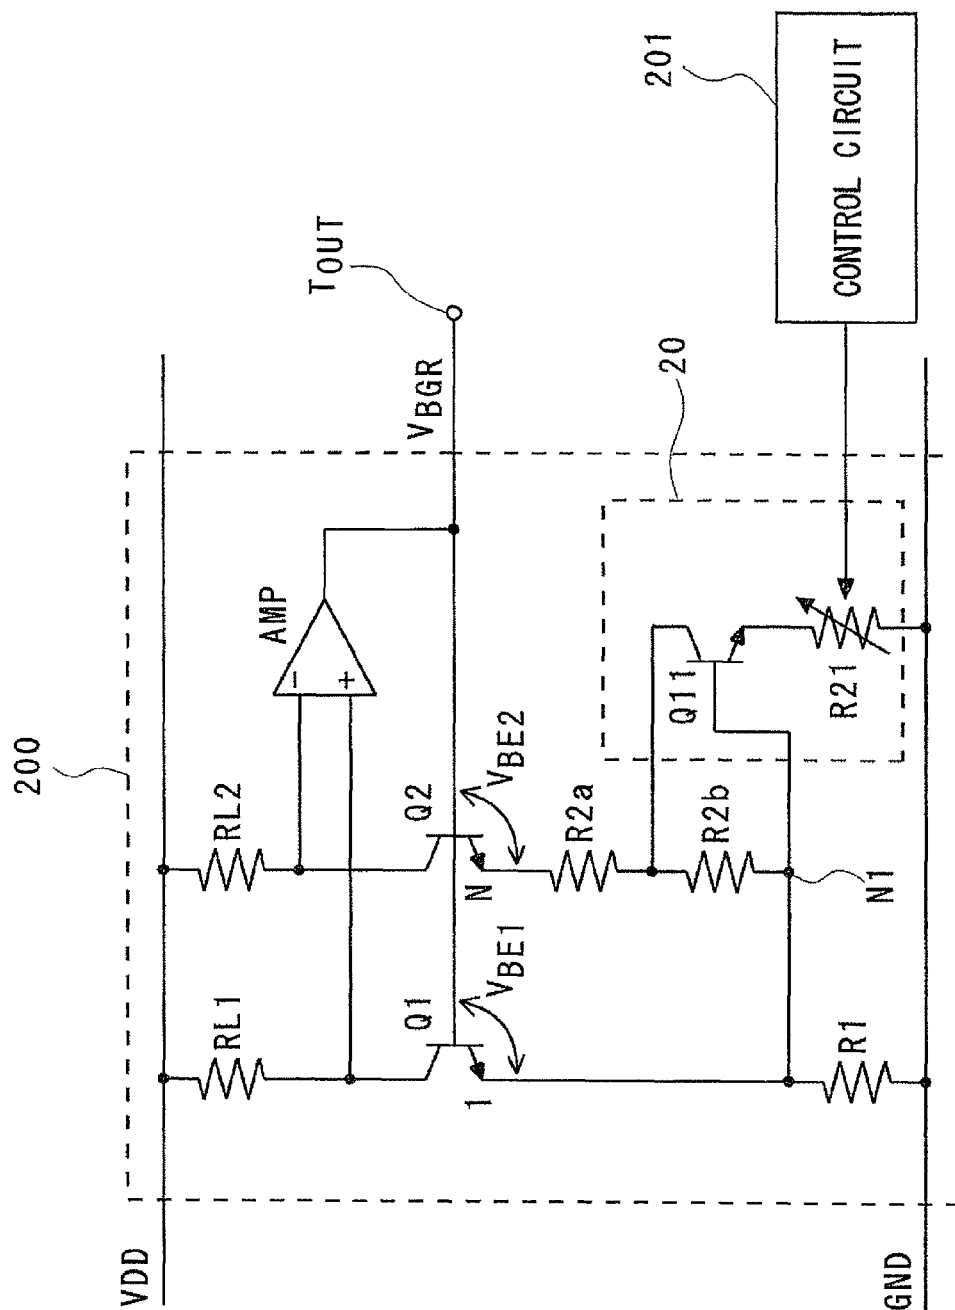 200
VDD
RL1
RL2
AMP
-
+
TOUT
VBGR
Q1
Q2
VBE1
VBE2
1
N
R2a
R2b
Q11
R21
20
201
CONTROL CIRCUIT
N1
R1
GND